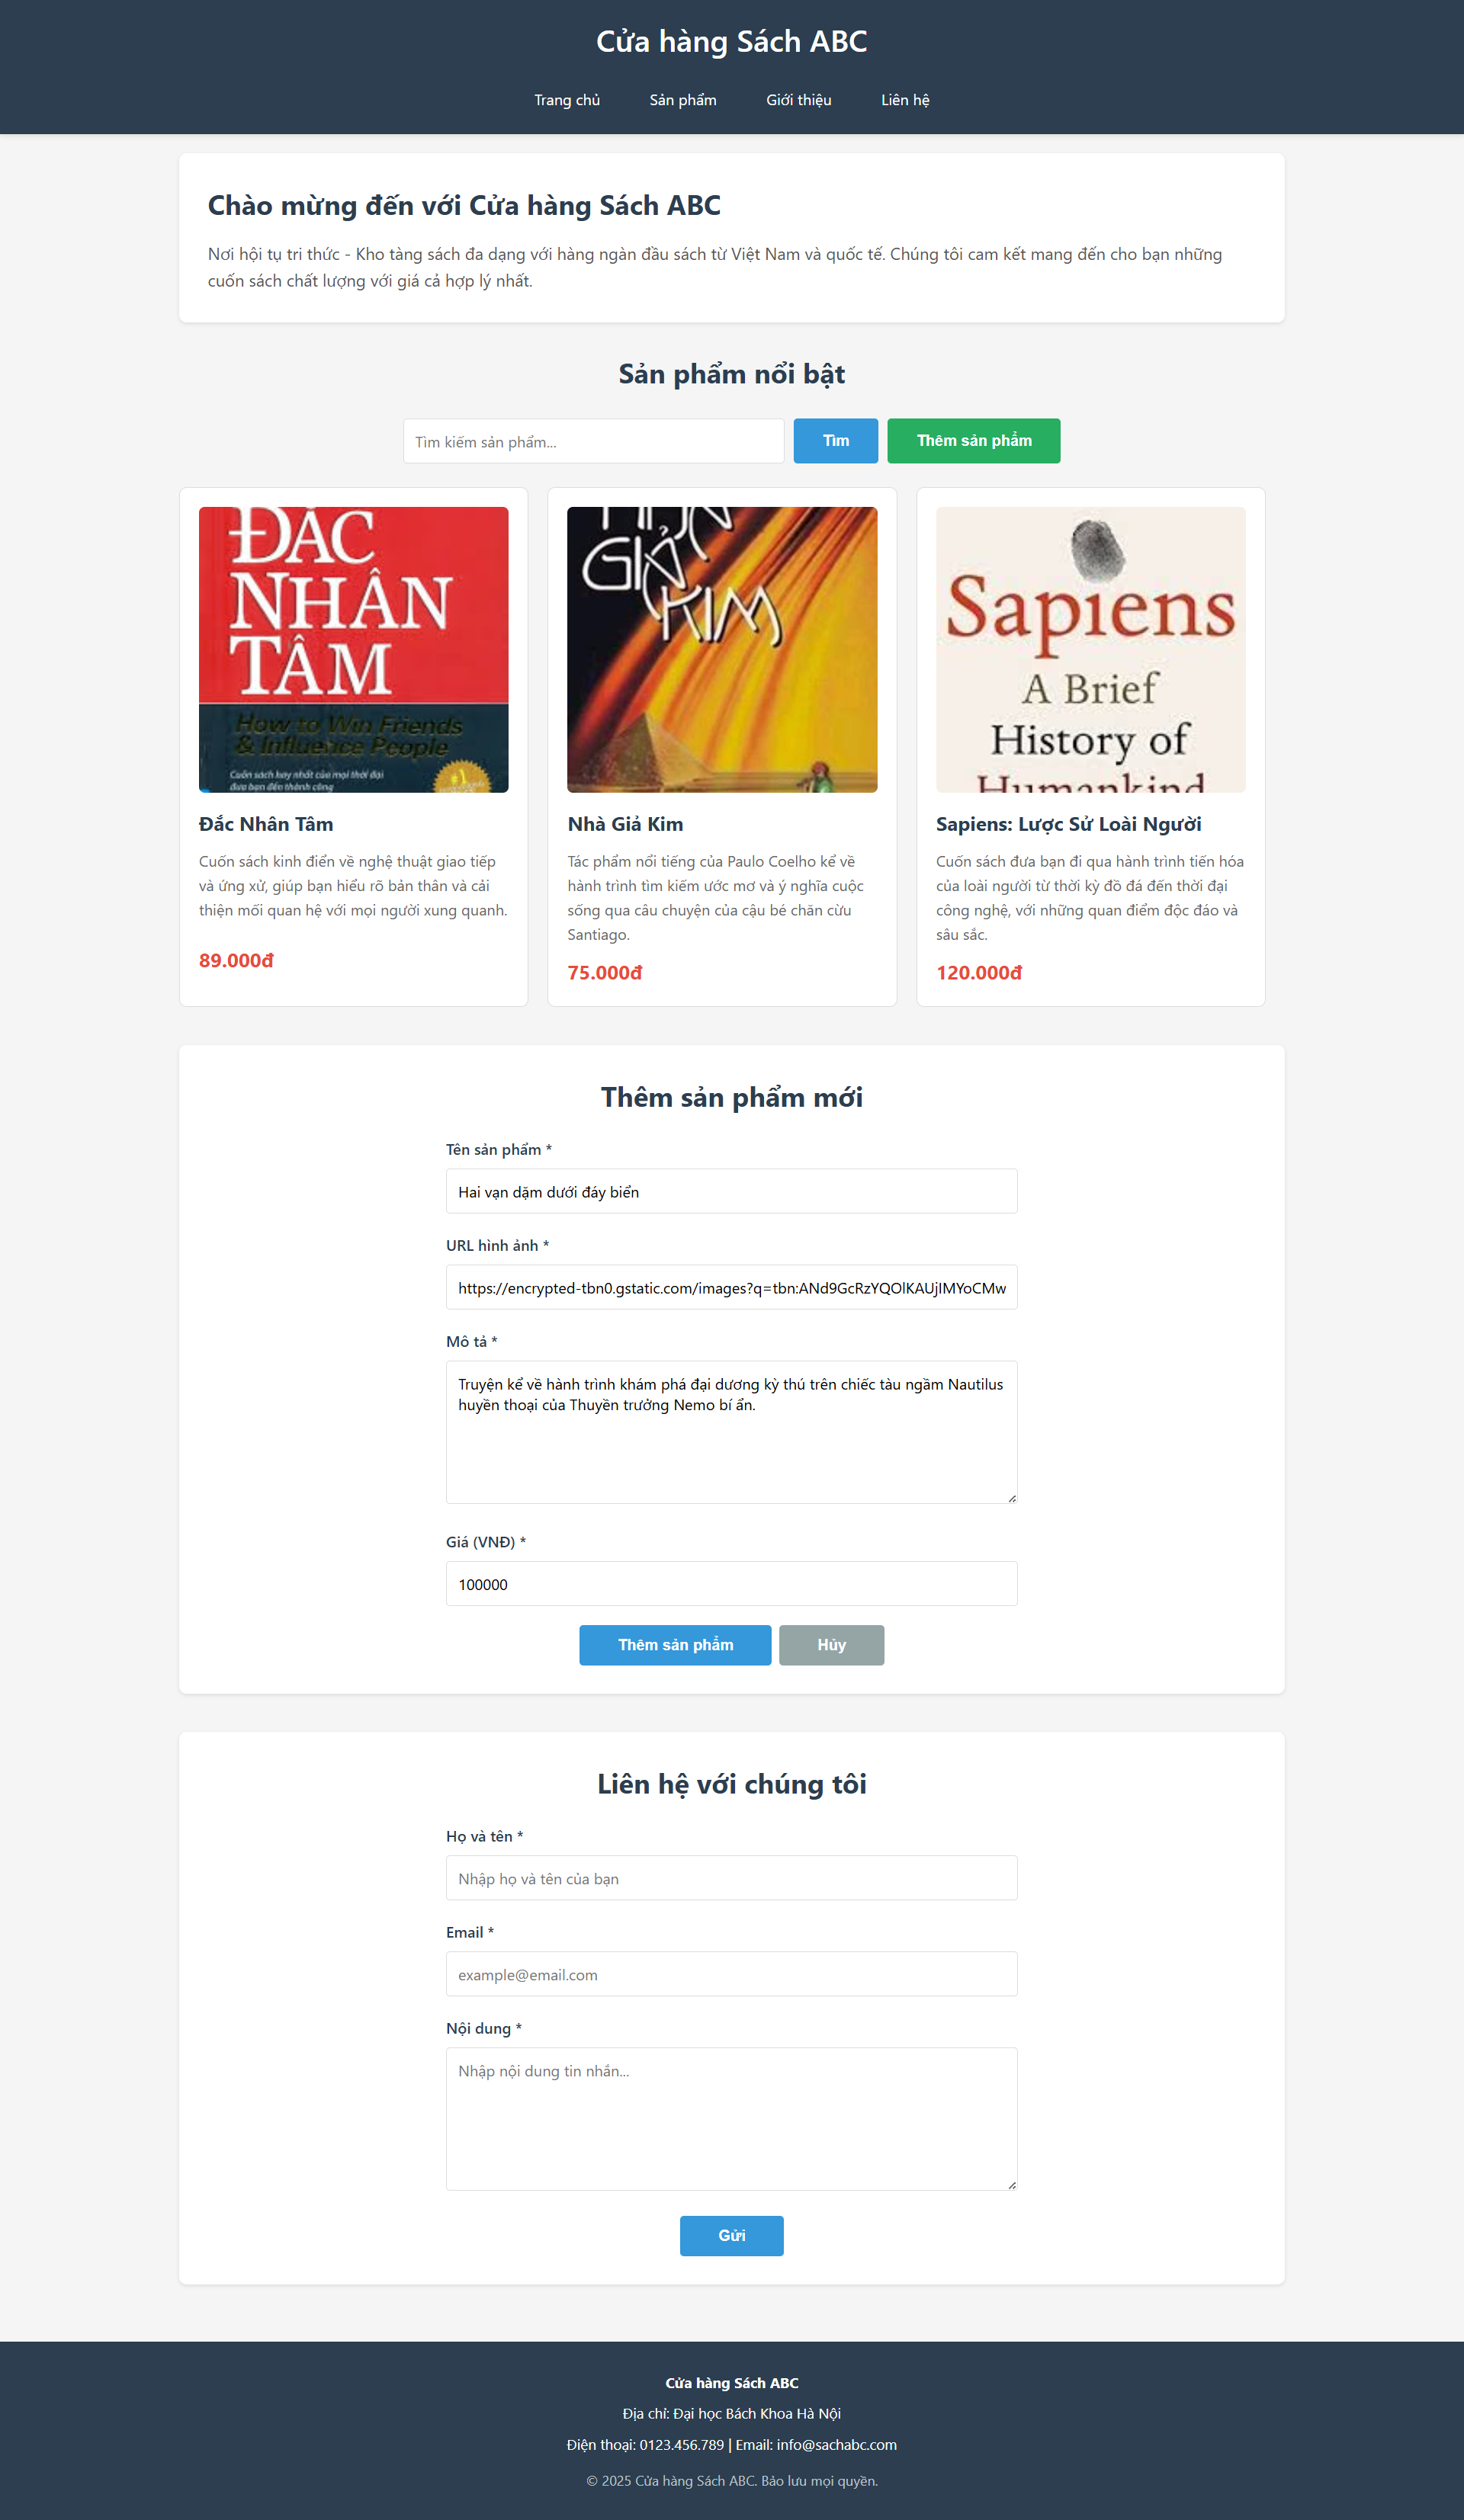 Cửa hàng Sách ABC
Trang chủ Sản phẩm Giới thiệu Liên hệ
Chào mừng đến với Cửa hàng Sách ABC
Nơi hội tụ tri thức - Kho tàng sách đa dạng với hàng ngàn đầu sách từ Việt Nam và quốc tế. Chúng tôi cam kết mang đến cho bạn những
cuốn sách chất lượng với giá cả hợp lý nhất.
Sản phẩm nổi bật
Tìm kiếm sản phẩm...
Tìm
Thêm sản phẩm
ĐẮC
NHÂN
TÂM
How to Win Friends
& Influence People
Cuốn sách hay nhất của mọi thời đại
đưa bạn đến thành công
#1
Đắc Nhân Tâm
Cuốn sách kinh điển về nghệ thuật giao tiếp
và ứng xử, giúp bạn hiểu rõ bản thân và cải
thiện mối quan hệ với mọi người xung quanh.
89.000đ
GIẢ
KIM
Nhà Giả Kim
Tác phẩm nổi tiếng của Paulo Coelho kể về
hành trình tìm kiếm ước mơ và ý nghĩa cuộc
sống qua câu chuyện của cậu bé chăn cừu
Santiago.
75.000đ
Sapiens
A Brief
History of
Humankind
Sapiens: Lược Sử Loài Người
Cuốn sách đưa bạn đi qua hành trình tiến hóa
của loài người từ thời kỳ đồ đá đến thời đại
công nghệ, với những quan điểm độc đáo và
sâu sắc.
120.000đ
Thêm sản phẩm mới
Tên sản phẩm *
Hai vạn dặm dưới đáy biển
URL hình ảnh *
https://encrypted-tbn0.gstatic.com/images?q=tbn:ANd9GcRzYQOlKAUjIMYoCMw
Mô tả *
Truyện kể về hành trình khám phá đại dương kỳ thú trên chiếc tàu ngầm Nautilus
huyền thoại của Thuyền trưởng Nemo bí ẩn.
Giá (VNĐ) *
100000
Thêm sản phẩm
Hủy
Liên hệ với chúng tôi
Họ và tên *
Nhập họ và tên của bạn
Email *
example@email.com
Nội dung *
Nhập nội dung tin nhắn...
Gửi
Cửa hàng Sách ABC
Địa chỉ: Đại học Bách Khoa Hà Nội
Điện thoại: 0123.456.789 | Email: info@sachabc.com
© 2025 Cửa hàng Sách ABC. Bảo lưu mọi quyền.